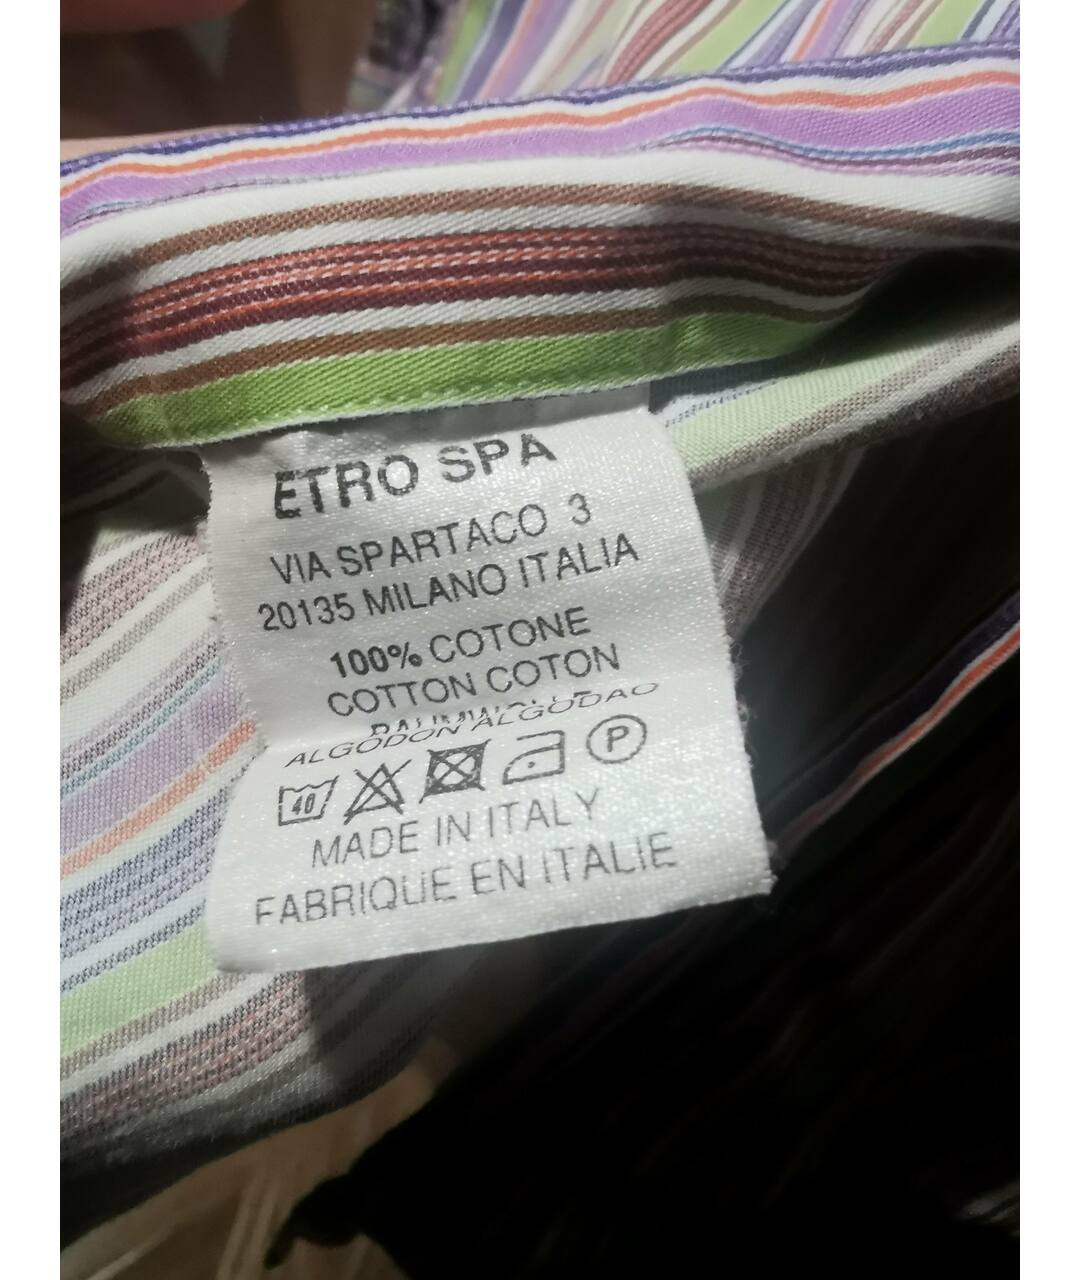 ETRO SPA
VIA SPARTACO 3
20135 MILANO ITALIA
100% COTONE
COTTON COTON
ALGODON ALGODAO
40 P
MADE IN ITALY
FABRIQUE EN ITALIE